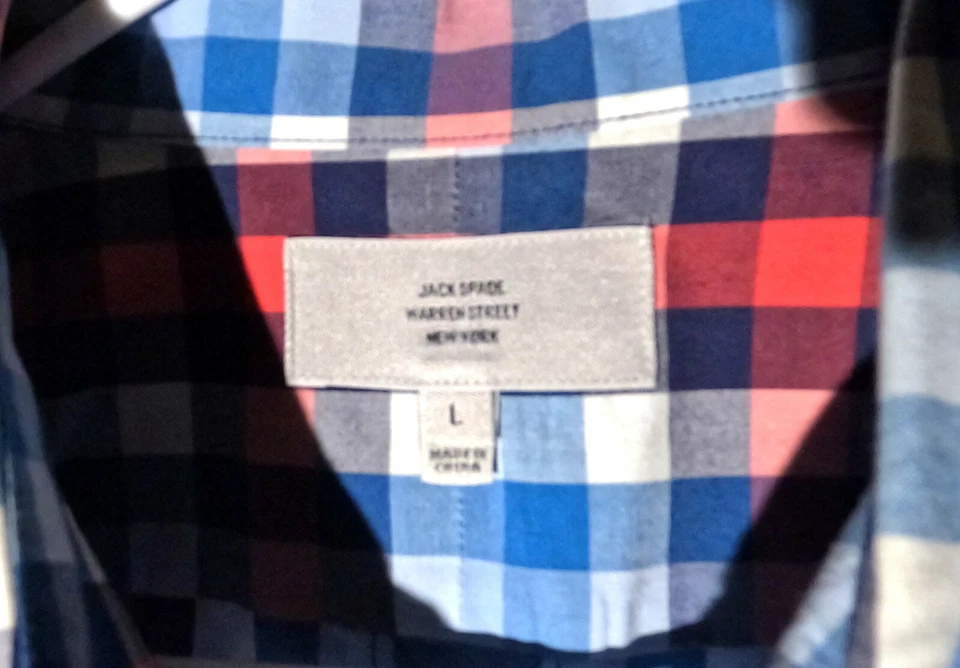 JACK SPADE
WARREN STREET
NEW YORK
L
MADE IN
CHINA